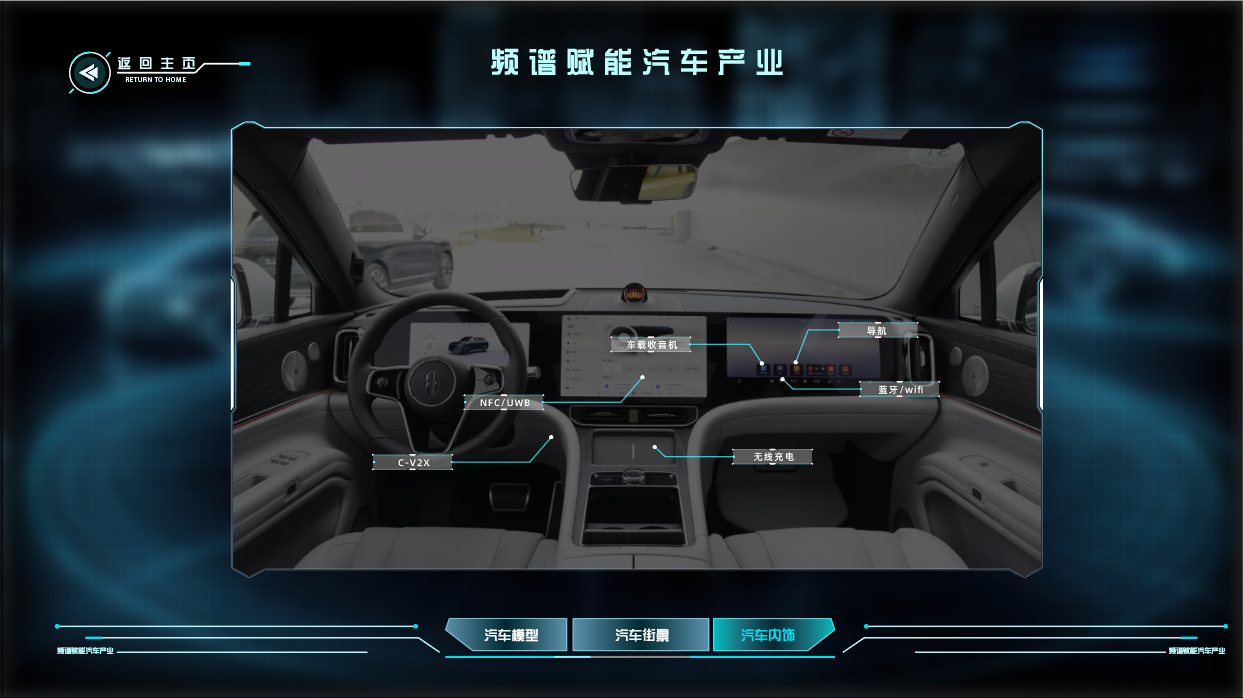 返回主页
RETURN TO HOME
频谱赋能汽车产业
导航
车载收音机
蓝牙/wifi
NFC/UWB
无线充电
C-V2X
汽车模型
汽车街景
汽车内饰
频谱赋能汽车产业
频谱赋能汽车产业